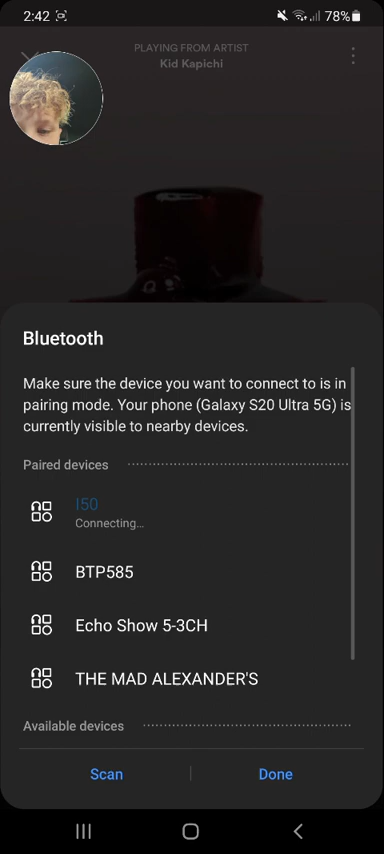 2:42
78%
PLAYING FROM ARTIST
Kid Kapichi
Bluetooth
Make sure the device you want to connect to is in
pairing mode. Your phone (Galaxy S20 Ultra 5G) is
currently visible to nearby devices.
Paired devices
I50
Connecting...
BTP585
Echo Show 5-3CH
THE MAD ALEXANDER'S
Available devices
Scan
Done